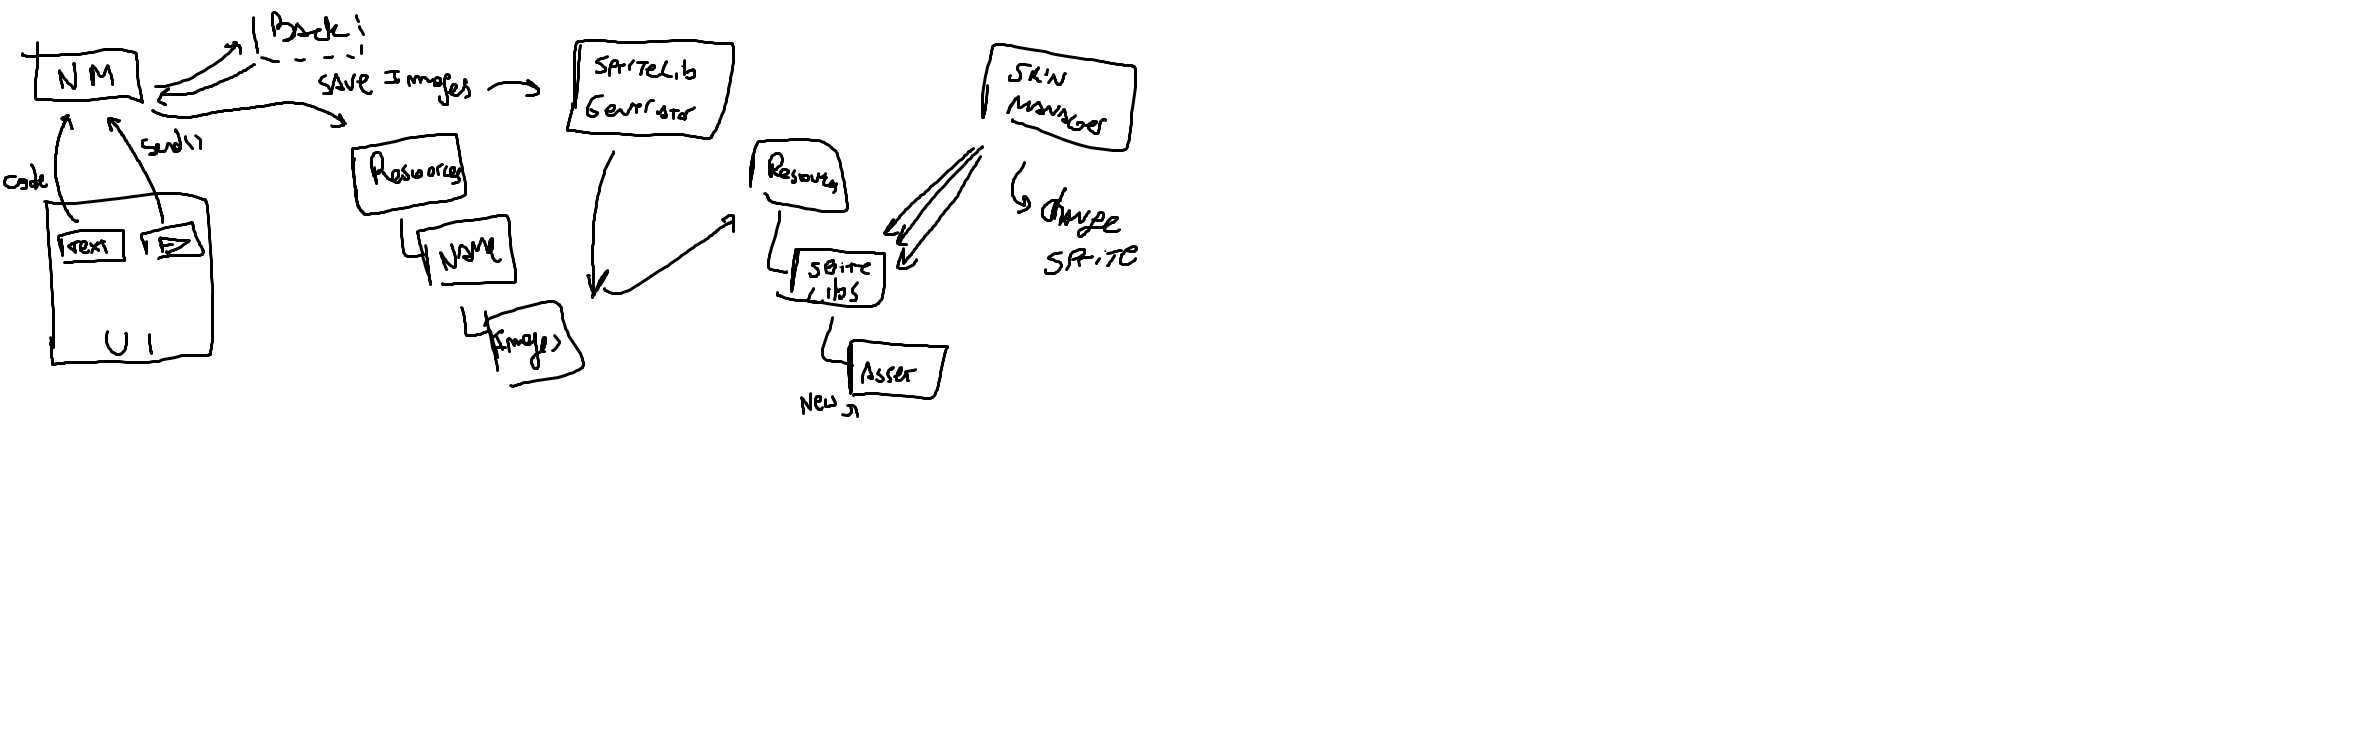 Back
NM
SAVE Images
SPriTeLib
Generator
SKiN
MANAGer
Send()
code
Resources
Resources
change
SPriTe
text
NAMe
SpriTe
Libs
Images
UI
Asset
New